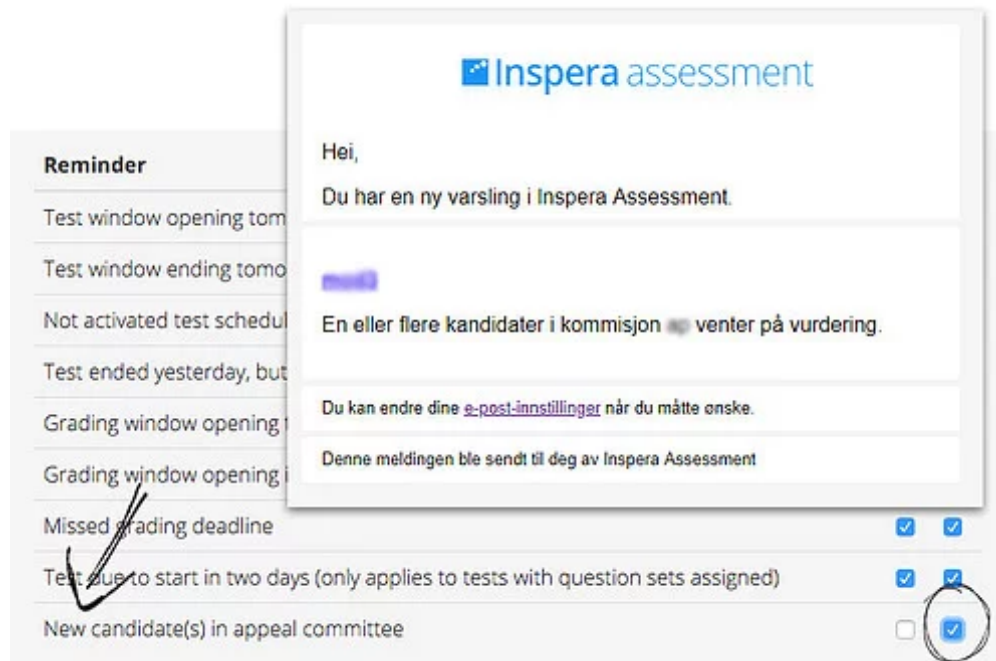 Inspera assessment
Hei,
Du har en ny varsling i Inspera Assessment.
En eller flere kandidater i kommisjon venter på vurdering.
Du kan endre dine e-post-innstillinger når du måtte ønske.
Denne meldingen ble sendt til deg av Inspera Assessment
Reminder
Test window opening tom
Test window ending tomo
Not activated test schedul
Test ended yesterday, but
Grading window opening
Grading window opening i
Missed grading deadline
Test due to start in two days (only applies to tests with question sets assigned)
New candidate(s) in appeal committee